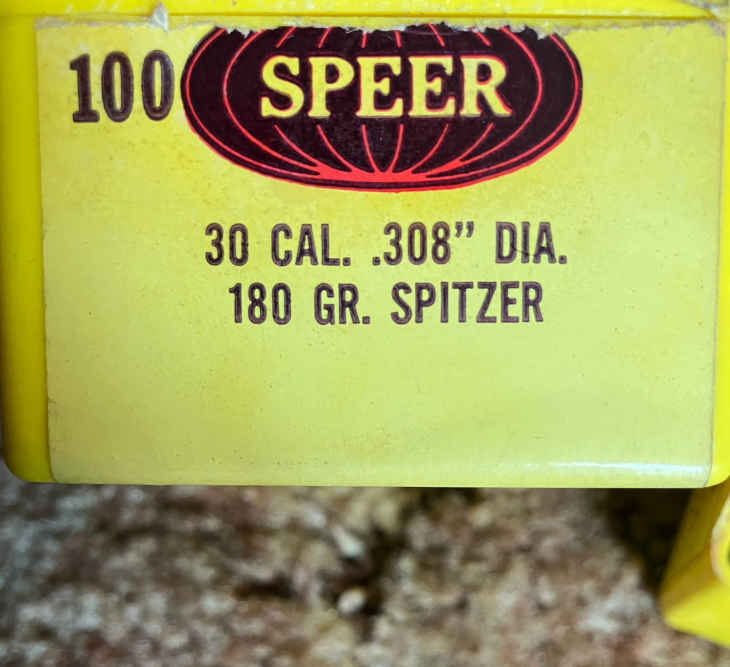 100 SPEER
30 CAL. .308” DIA.
180 GR. SPITZER